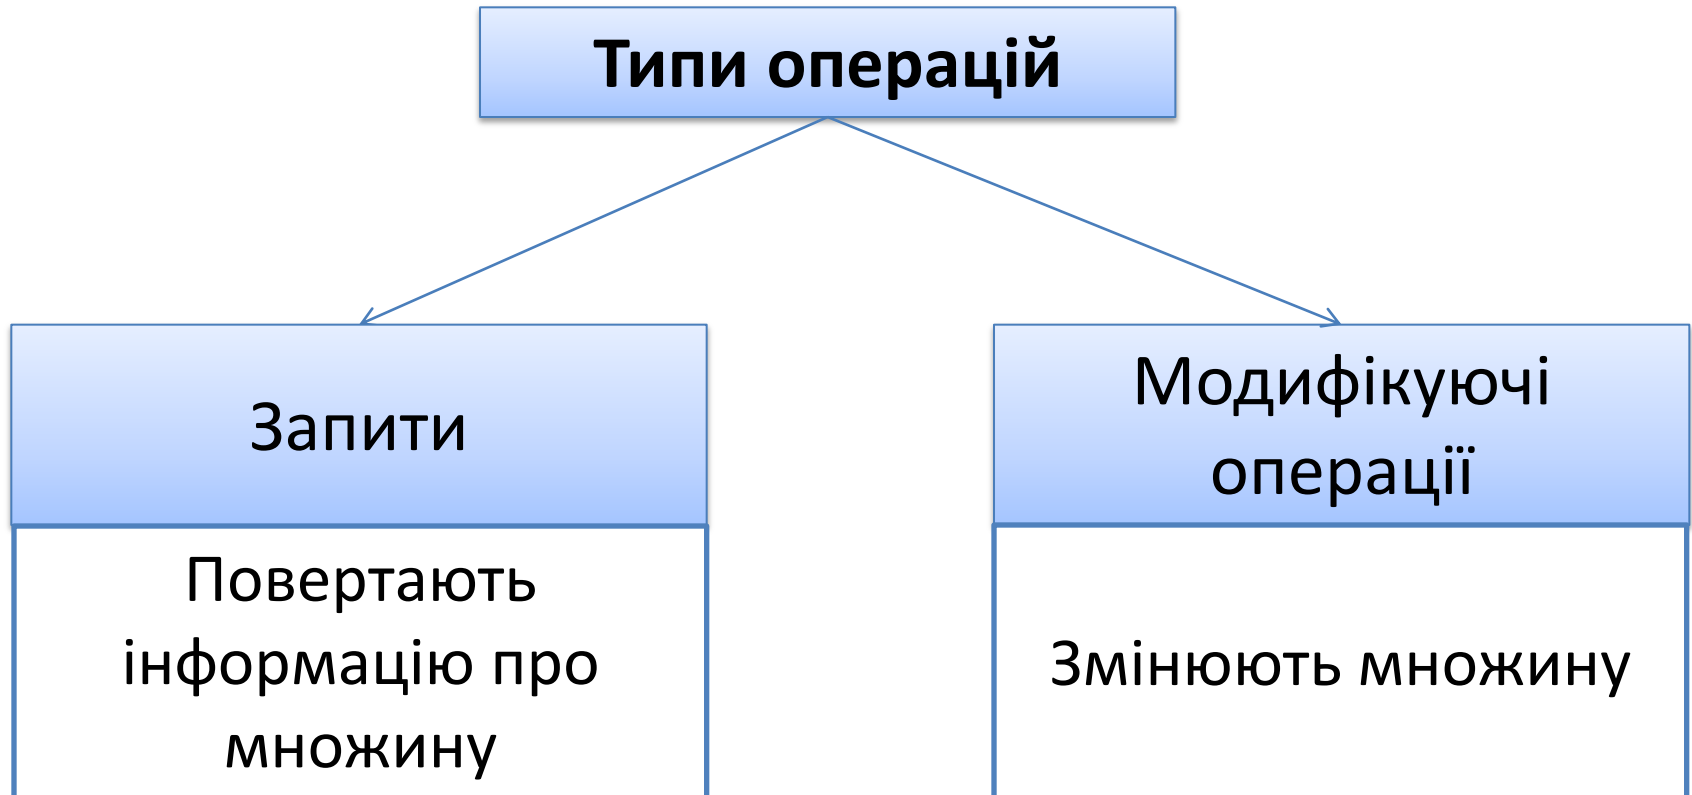 Типи операцій
Запити
Повертають
інформацію про
множину
Модифікуючі
операції
Змінюють множину